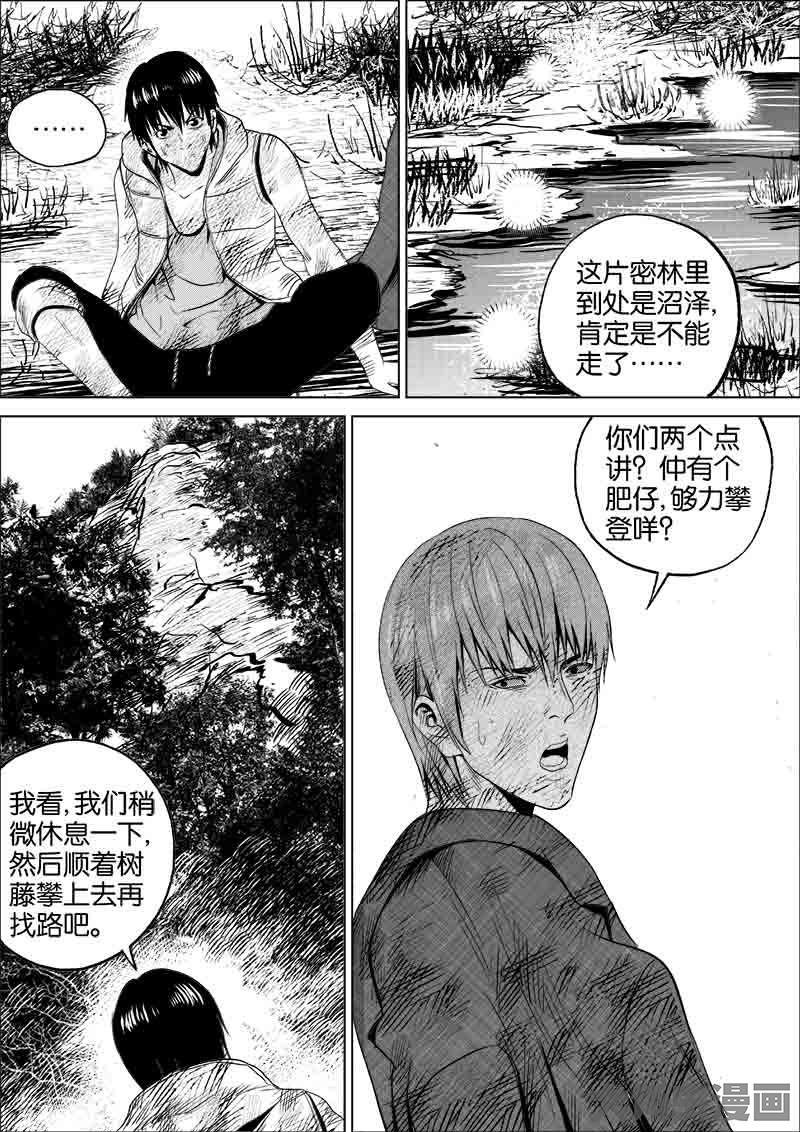 ……
这片密林里
到处是沼泽，
肯定是不能
走了……
我看，我们稍
微休息一下，
然后顺着树
藤攀上去再
找路吧。
你们两个点
讲？仲有个
肥仔，够力攀
登咩？
漫画